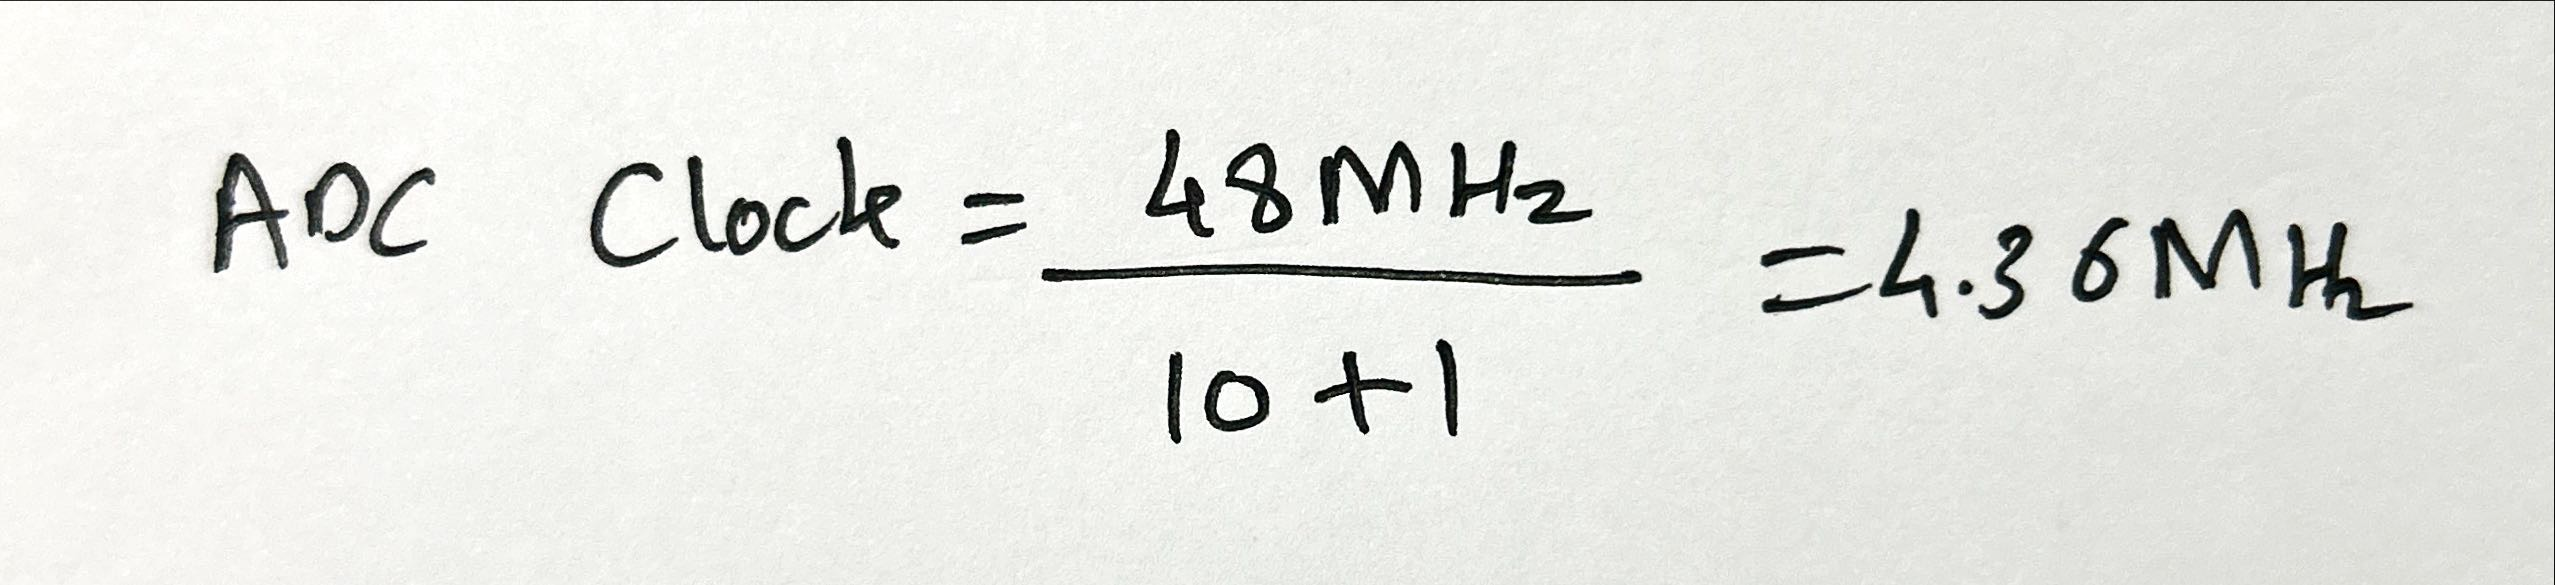 ADC Clock = 48MHz / 10+1 = 4.36MHz